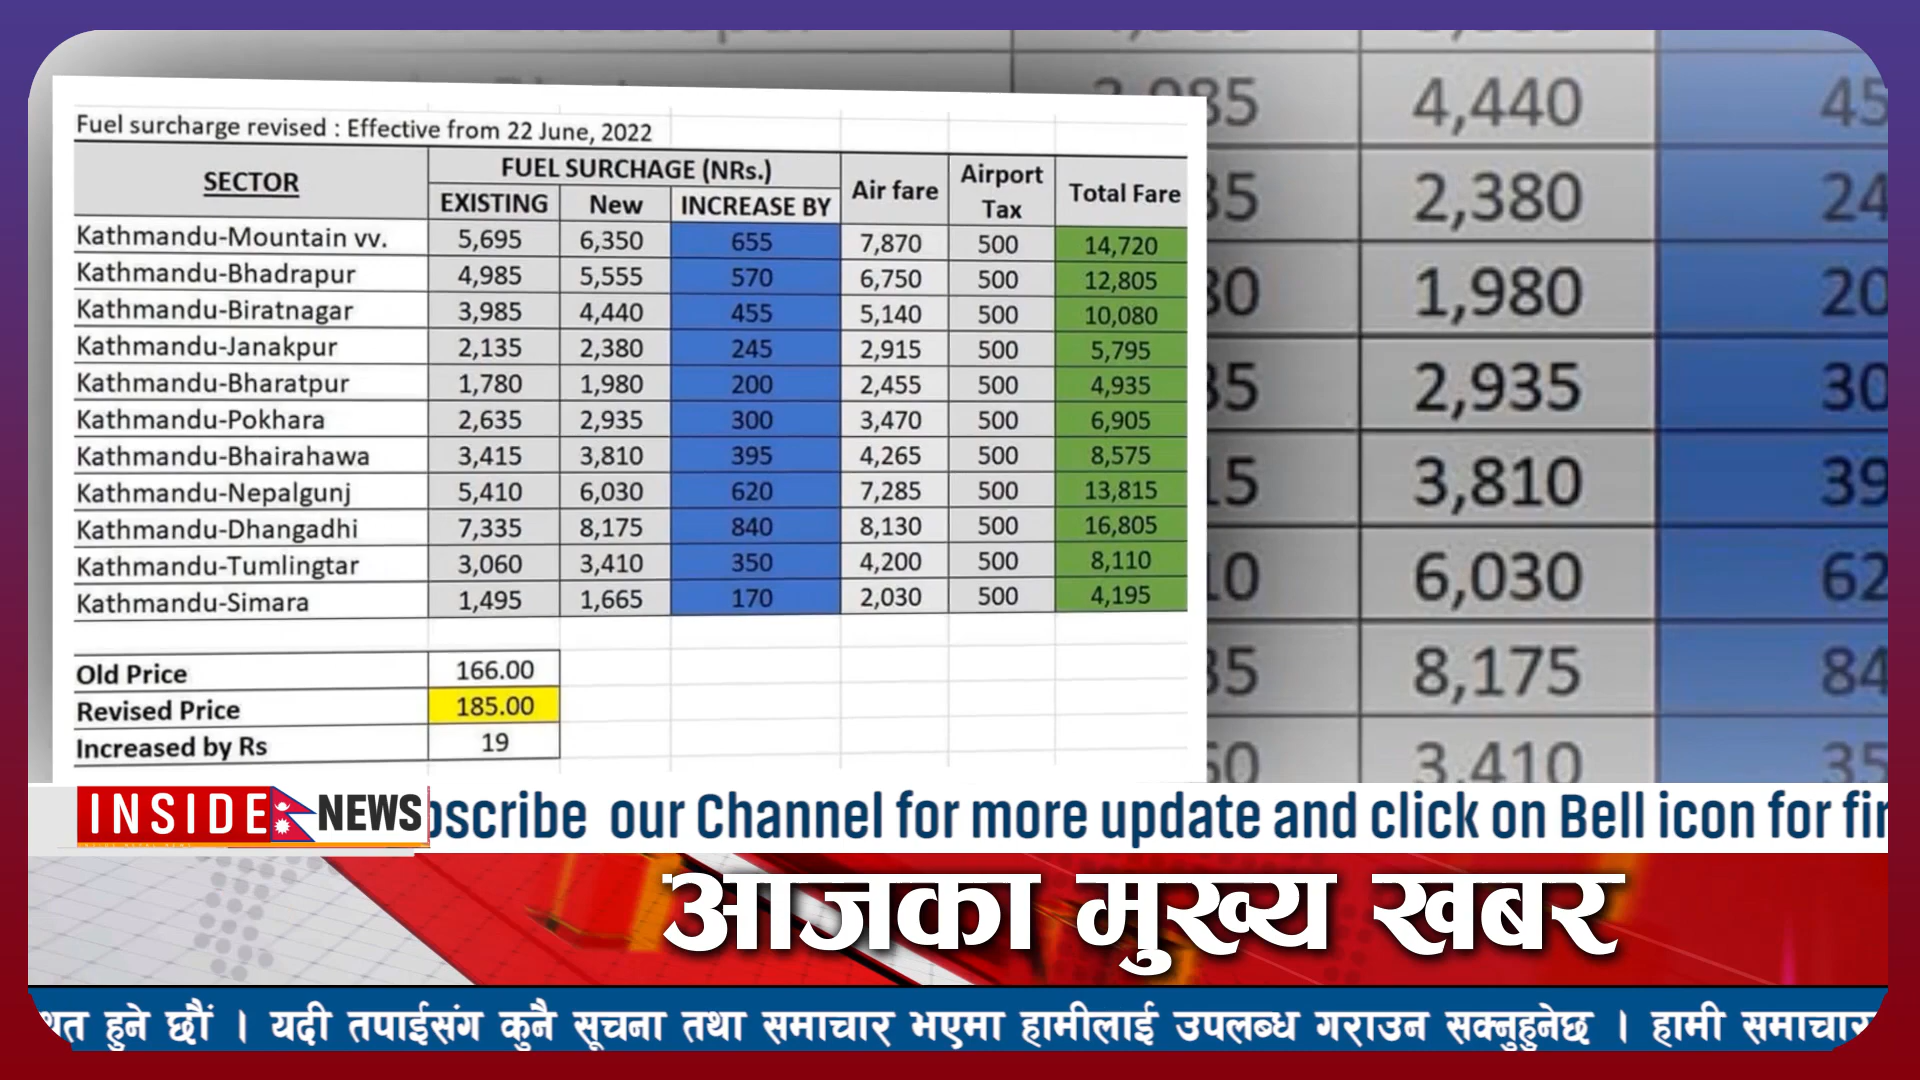 Fuel surcharge revised : Effective from 22 June, 2022
SECTOR FUEL SURCHAGE (NRs.) Air fare Airport Tax Total Fare
EXISTING New INCREASE BY
Kathmandu-Mountain vv. 5,695 6,350 655 7,870 500 14,720
Kathmandu-Bhadrapur 4,985 5,555 570 6,750 500 12,805
Kathmandu-Biratnagar 3,985 4,440 455 5,140 500 10,080
Kathmandu-Janakpur 2,135 2,380 245 2,915 500 5,795
Kathmandu-Bharatpur 1,780 1,980 200 2,455 500 4,935
Kathmandu-Pokhara 2,635 2,935 300 3,470 500 6,905
Kathmandu-Bhairahawa 3,415 3,810 395 4,265 500 8,575
Kathmandu-Nepalgunj 5,410 6,030 620 7,285 500 13,815
Kathmandu-Dhangadhi 7,335 8,175 840 8,130 500 16,805
Kathmandu-Tumlingtar 3,060 3,410 350 4,200 500 8,110
Kathmandu-Simara 1,495 1,665 170 2,030 500 4,195
Old Price 166.00
Revised Price 185.00
Increased by Rs 19
4,440
2,380
1,980
2,935
3,810
6,030
8,175
3,410
INSIDE NEWS
our Channel for more update and click on Bell icon for
आजका मुख्य खबर
हुने छौं । यदी तपाईसंग कुनै सूचना तथा समाचार भएमा हामीलाई उपलब्ध गराउन सक्नुहुनेछ । हामी समाचार